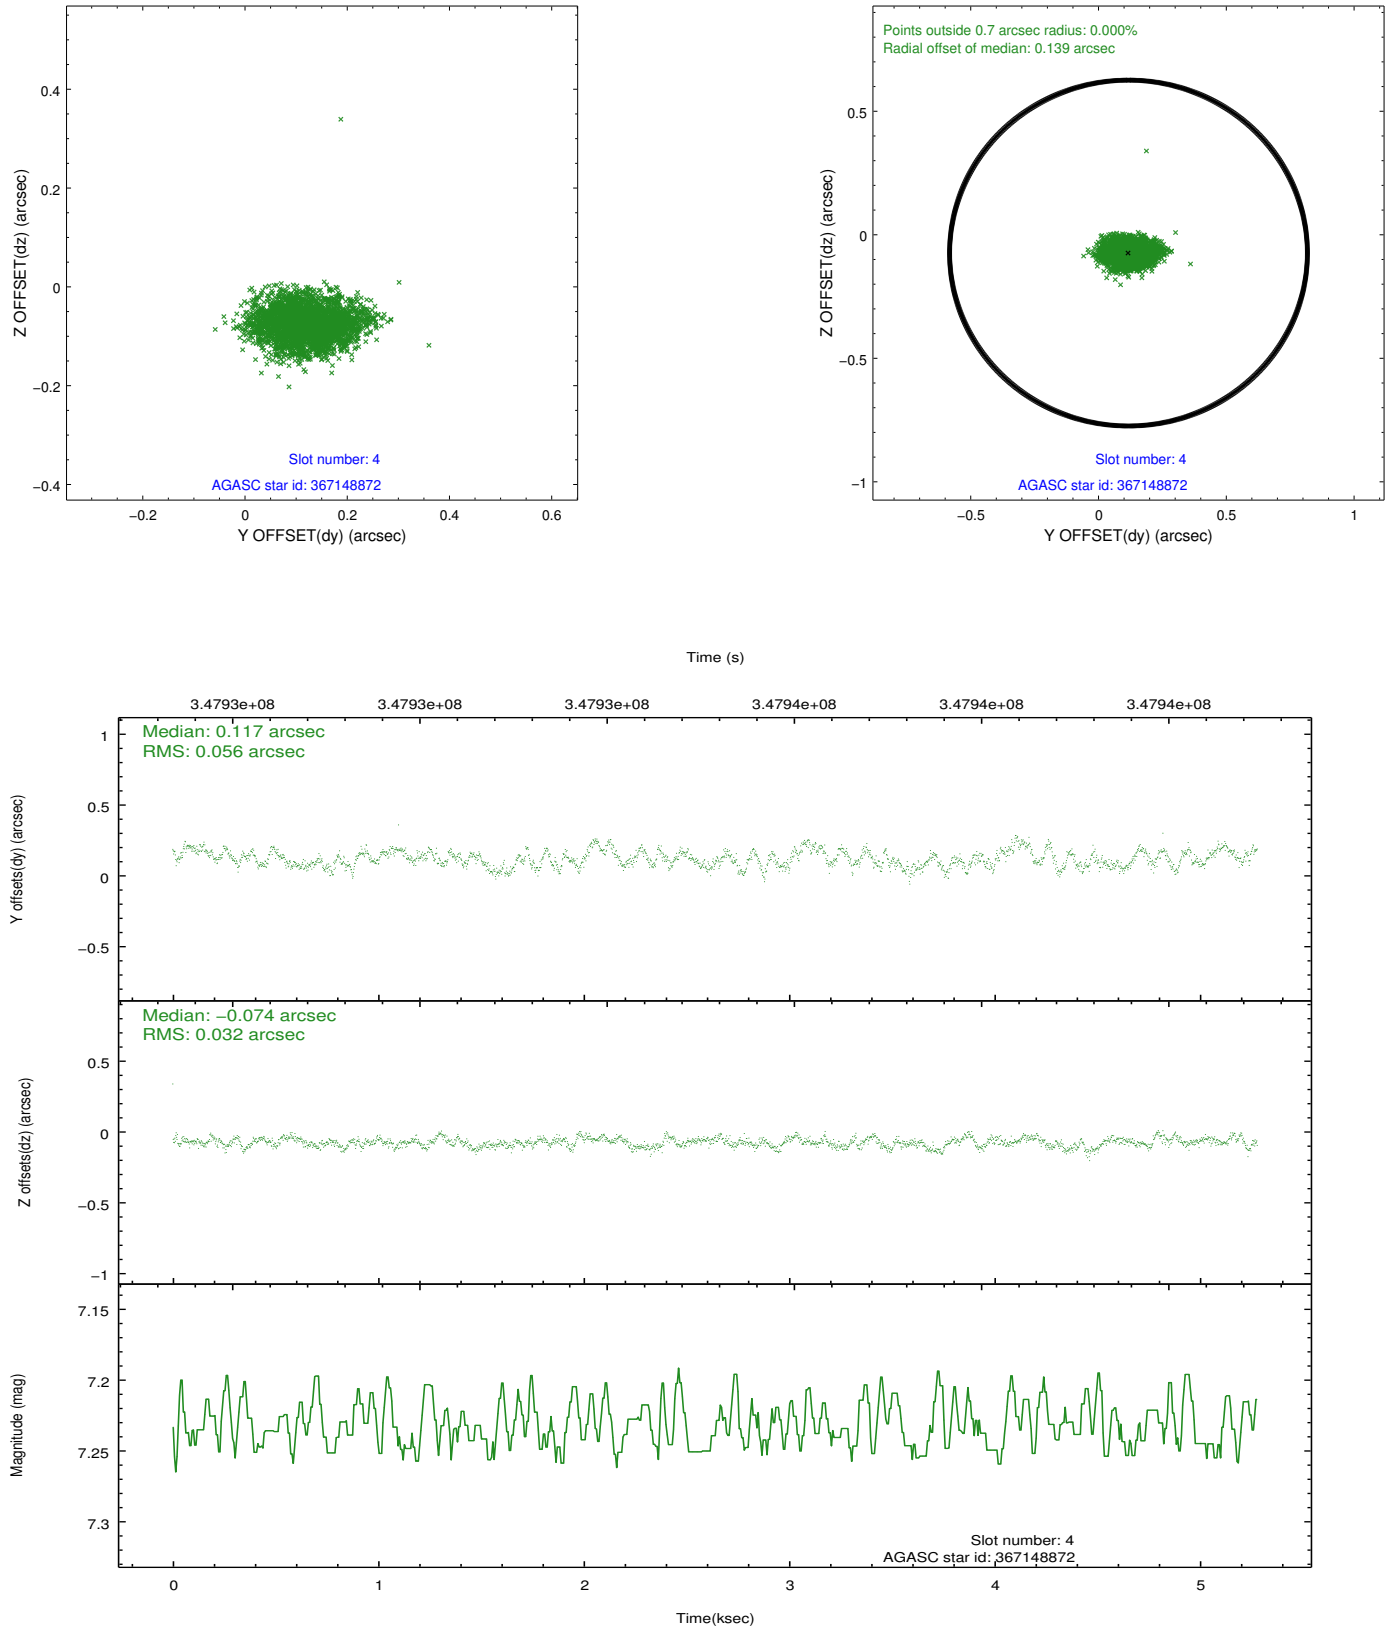 0.4
0.2
0
−0.2
−0.4
Z OFFSET(dz) (arcsec)
Slot number: 4
AGASC star id: 367148872
−0.2 0 0.2 0.4 0.6
Y OFFSET(dy) (arcsec)
Points outside 0.7 arcsec radius: 0.000%
Radial offset of median: 0.139 arcsec
0.5
0
−0.5
−1
Z OFFSET(dz) (arcsec)
Slot number: 4
AGASC star id: 367148872
−0.5 0 0.5 1
Y OFFSET(dy) (arcsec)
Time (s)
3.4793e+08 3.4793e+08 3.4793e+08 3.4794e+08 3.4794e+08 3.4794e+08
Median: 0.117 arcsec
RMS: 0.056 arcsec
1
0.5
0
−0.5
Y offsets(dy) (arcsec)
Median: −0.074 arcsec
RMS: 0.032 arcsec
0.5
0
−0.5
−1
Z offsets(dz) (arcsec)
7.15
7.2
7.25
7.3
Magnitude (mag)
Slot number: 4
AGASC star id: 367148872
0 1 2 3 4 5
Time(ksec)